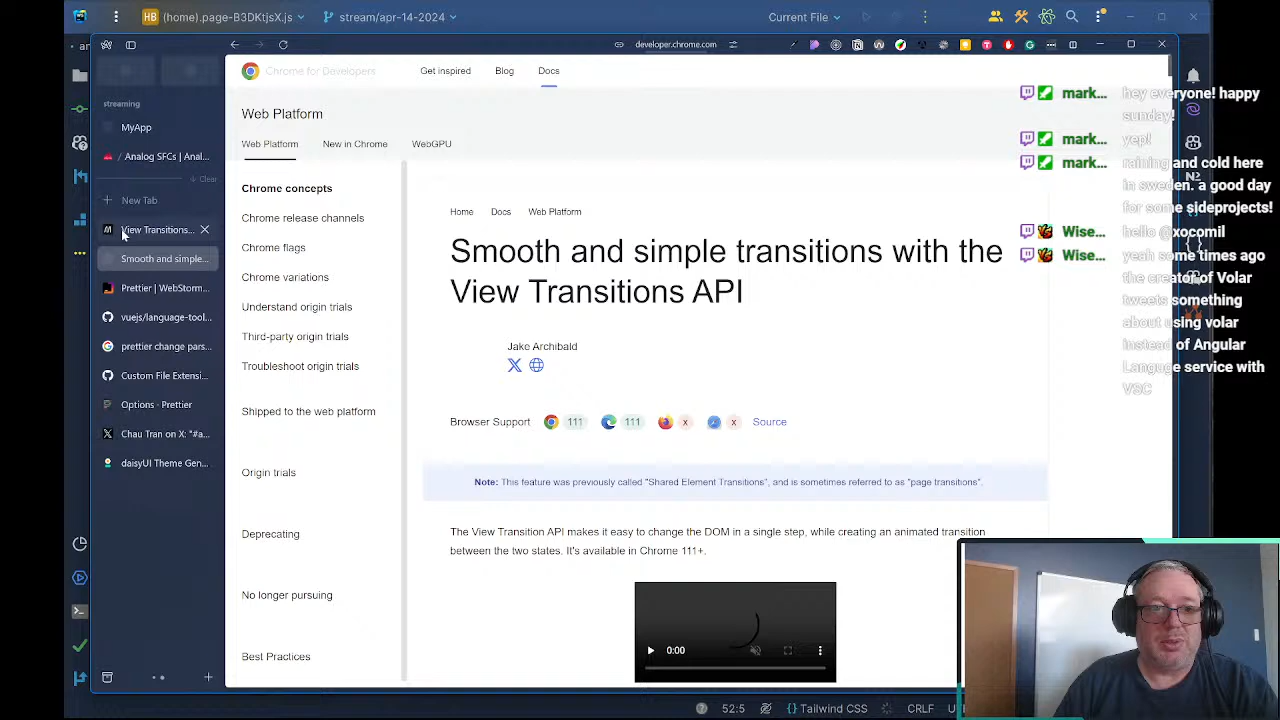 HB (home).page-B3DKtjsX.js
stream/apr-14-2024
Current File
developer.chrome.com
streaming
MyApp
/ Analog SFCs | Anal...
Clear
New Tab
View Transitions...
Smooth and simple...
Prettier | WebStorm...
vuejs/language-tool...
prettier change pars...
Custom File Extensi...
Options · Prettier
Chau Tran on X: "#a...
daisyUI Theme Gen...
Chrome for Developers
Get inspired
Blog
Docs
Web Platform
Web Platform
New in Chrome
WebGPU
Chrome concepts
Chrome release channels
Chrome flags
Chrome variations
Understand origin trials
Third-party origin trials
Troubleshoot origin trials
Shipped to the web platform
Origin trials
Deprecating
No longer pursuing
Best Practices
Home
Docs
Web Platform
Smooth and simple transitions with the
View Transitions API
Jake Archibald
Browser Support
111
111
x
x
Source
Note: This feature was previously called "Shared Element Transitions", and is sometimes referred to as "page transitions".
The View Transition API makes it easy to change the DOM in a single step, while creating an animated transition
between the two states. It's available in Chrome 111+.
0:00
mark...
hey everyone! happy
sunday!
mark...
yep!
mark...
raining and cold here
in sweden. a good day
for some sideprojects!
Wise...
hello @xocomil
Wise...
yeah some times ago
the creator of Volar
tweets something
about using volar
instead of Angular
Languge service with
VSC
52:5
Tailwind CSS
CRLF